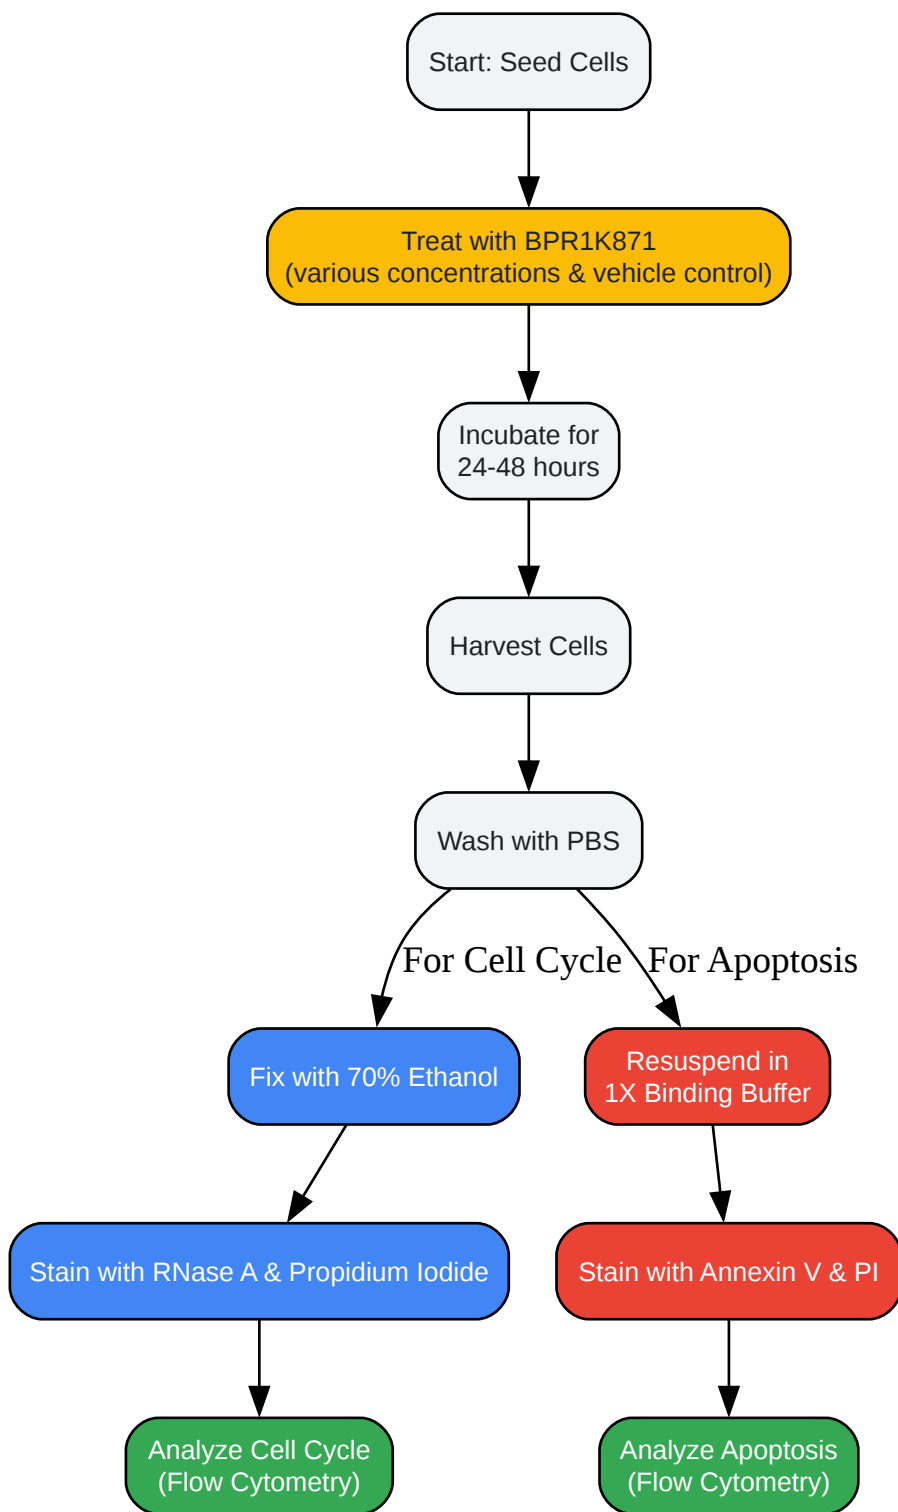 Start: Seed Cells
Treat with BPR1K871
(various concentrations & vehicle control)
Incubate for
24-48 hours
Harvest Cells
Wash with PBS
For Cell Cycle
For Apoptosis
Fix with 70% Ethanol
Resuspend in
1X Binding Buffer
Stain with RNase A & Propidium Iodide
Stain with Annexin V & PI
Analyze Cell Cycle
(Flow Cytometry)
Analyze Apoptosis
(Flow Cytometry)